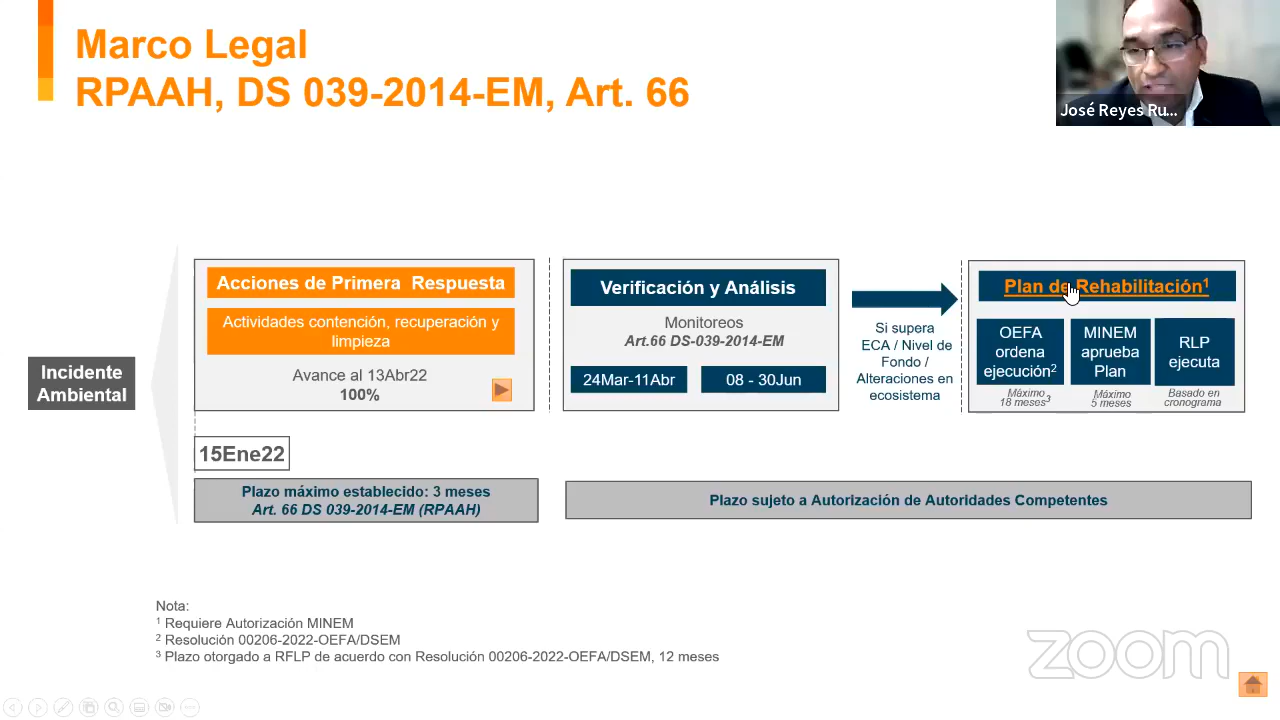 Marco Legal
RPAAH, DS 039-2014-EM, Art. 66
José Reyes Ru...
Incidente
Ambiental
Acciones de Primera Respuesta
Actividades contención, recuperación y
limpieza
Avance al 13Abr22
100%
15Ene22
Plazo máximo establecido: 3 meses
Art. 66 DS 039-2014-EM (RPAAH)
Verificación y Análisis
Monitoreos
Art.66 DS-039-2014-EM
24Mar-11Abr
08 - 30Jun
Si supera
ECA / Nivel de
Fondo /
Alteraciones en
ecosistema
Plan de Rehabilitación¹
OEFA
ordena
ejecución²
Máximo
18 meses³
MINEM
aprueba
Plan
Máximo
5 meses
RLP
ejecuta
Basado en
cronograma
Plazo sujeto a Autorización de Autoridades Competentes
Nota:
¹ Requiere Autorización MINEM
² Resolución 00206-2022-OEFA/DSEM
³ Plazo otorgado a RFLP de acuerdo con Resolución 00206-2022-OEFA/DSEM, 12 meses
zoom